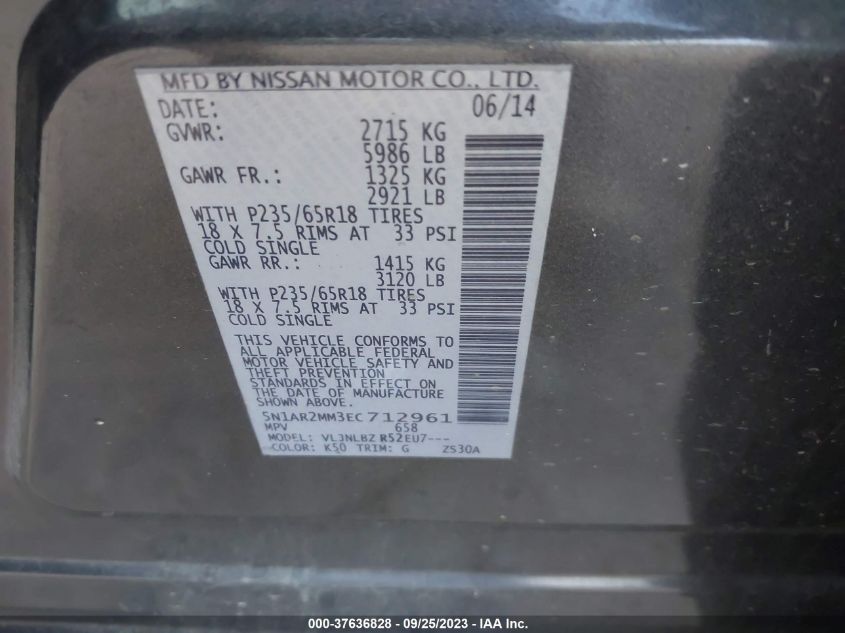 MFD BY NISSAN MOTOR CO., LTD.
DATE: 06/14
GVWR: 2715 KG
5986 LB
GAWR FR.: 1325 KG
2921 LB
WITH P235/65R18 TIRES
18 X 7.5 RIMS AT 33 PSI
COLD SINGLE
GAWR RR.: 1415 KG
3120 LB
WITH P235/65R18 TIRES
18 X 7.5 RIMS AT 33 PSI
COLD SINGLE
THIS VEHICLE CONFORMS TO
ALL APPLICABLE FEDERAL
MOTOR VEHICLE SAFETY AND
THEFT PREVENTION
STANDARDS IN EFFECT ON
THE DATE OF MANUFACTURE
SHOWN ABOVE.
5N1AR2MM3EC712961
MPV 658
MODEL: VL3NLBZ R52EU7---
COLOR: K50 TRIM: G ZS30A
000-37636828 - 09/25/2023 - IAA Inc.